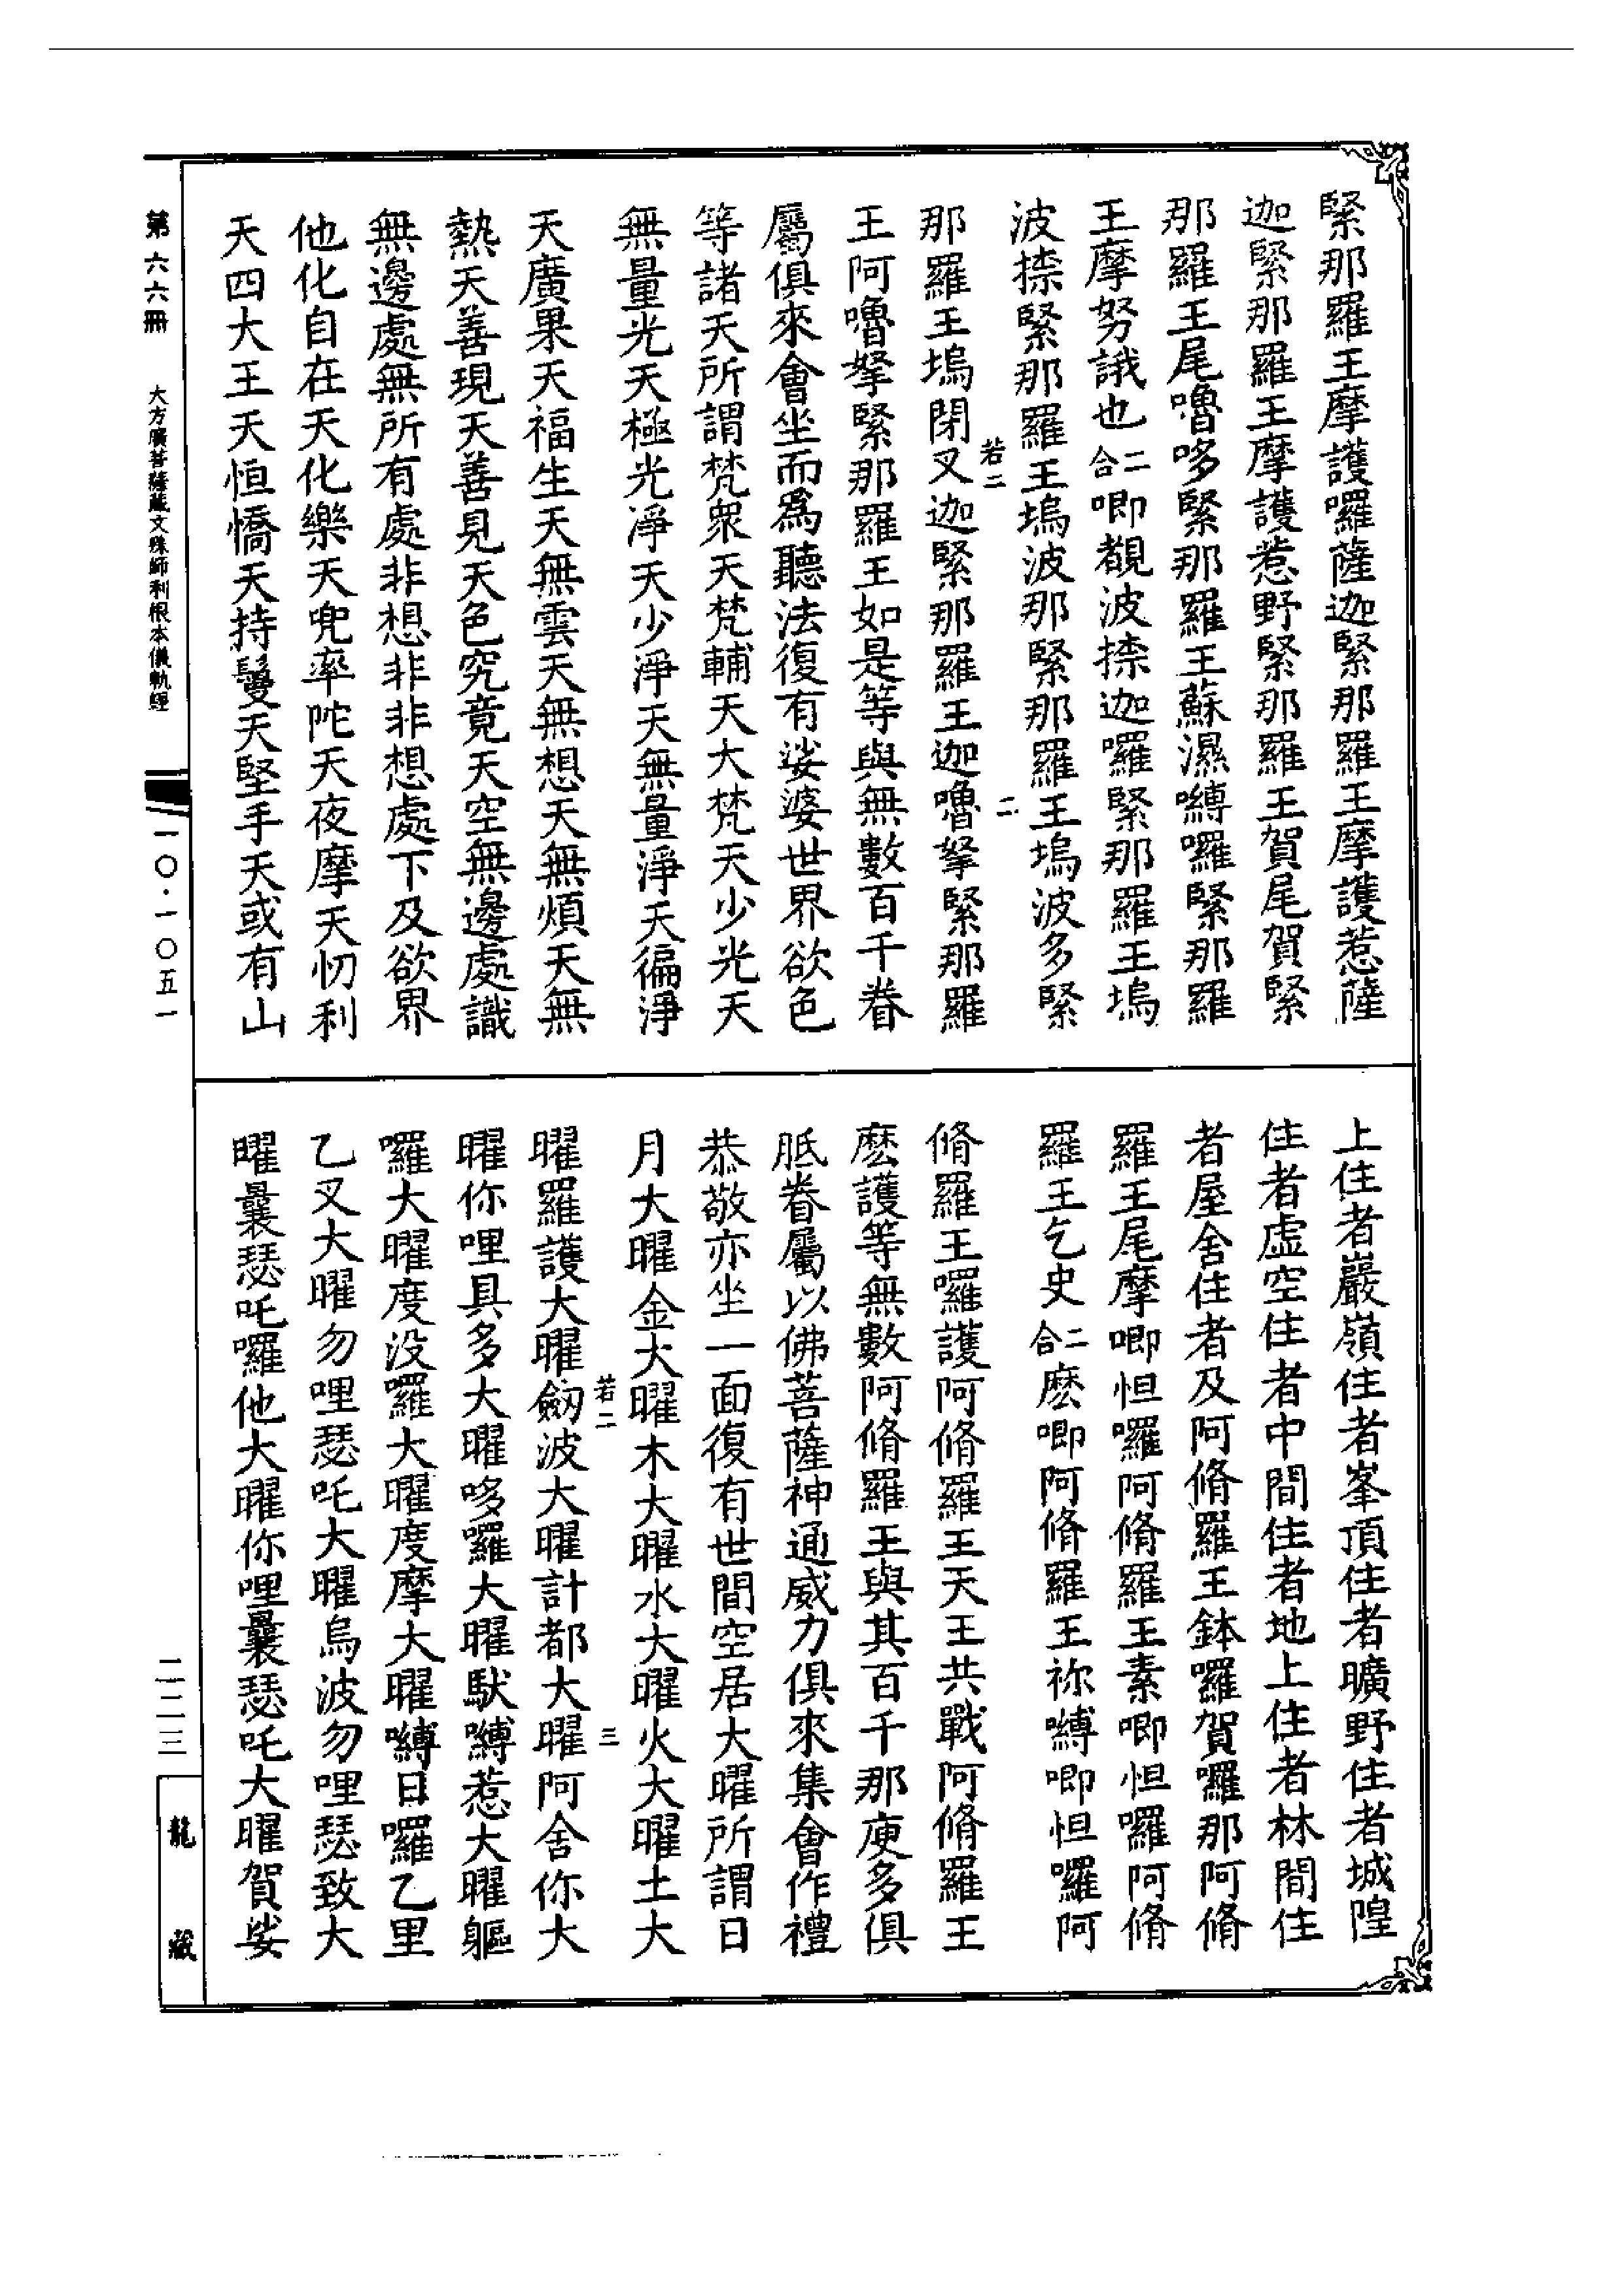 緊那羅王摩護囉薩迦緊那羅王摩護惹薩
迦緊那羅王摩護惹野緊那羅王賀尾賀緊
那羅王尾嚕哆緊那羅王蘇濕嚩囉緊那羅
王摩努誐也二合唧覩波捺迦囉緊那羅王塢
波捺緊那羅王塢波那緊那羅王塢波多緊
若二
二
那羅王塢閉叉迦緊那羅王迦嚕拏緊那羅
王阿嚕拏緊那羅王如是等與無數百千眷
屬俱來會坐而爲聽法復有娑婆世界欲色
等諸天所謂梵衆天梵輔天大梵天少光天
無量光天極光淨天少淨天無量淨天徧淨
天廣果天福生天無雲天無想天無煩天無
熱天善現天善見天色究竟天空無邊處識
無邊處無所有處非想非非想處下及欲界
他化自在天化樂天兜率陀天夜摩天忉利
天四大王天恒憍天持鬘天堅手天或有山
上住者巖嶺住者峯頂住者曠野住者城隍
住者虛空住者中間住者地上住者林間住
者屋舍住者及阿脩羅王鉢囉賀囉那阿脩
羅王尾摩唧怛囉阿脩羅王素唧怛囉阿脩
羅王乞史二合麽唧阿脩羅王祢嚩唧怛囉阿
脩羅王囉護阿脩羅王天王共戰阿脩羅王
麽護等無數阿脩羅王與其百千那庾多俱
胝眷屬以佛菩薩神通威力俱來集會作禮
恭敬亦坐一面復有世間空居大曜所謂日
月大曜金大曜木大曜水大曜火大曜土大
若二
三
曜羅護大曜劔波大曜計都大曜阿舍你大
曜你哩具多大曜哆囉大曜馱嚩惹大曜軀
囉大曜度没囉大曜度摩大曜嚩日囉乙里
乙叉大曜勿哩瑟吒大曜烏波勿哩瑟致大
曜曩瑟吒囉他大曜你哩曩瑟吒大曜賀娑
第六六冊
大方廣菩薩藏文殊師利根本儀軌經
一〇·一〇五一
二二三
龍藏